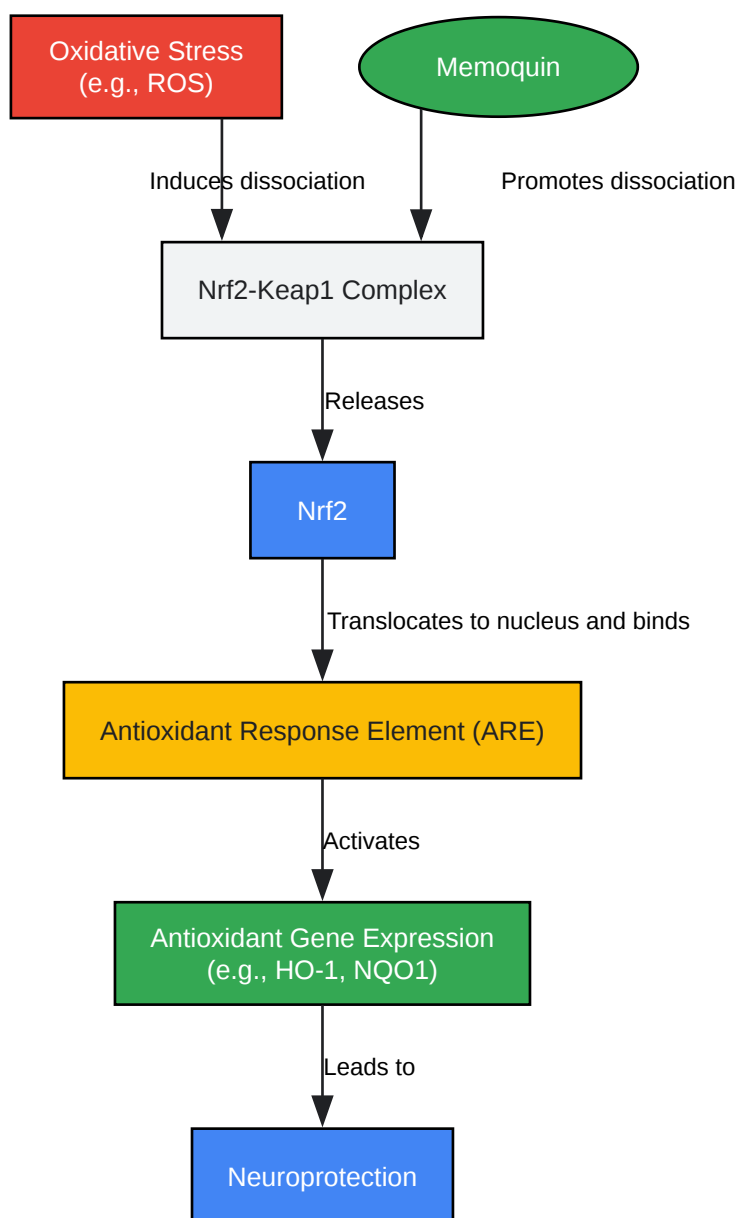 Oxidative Stress
(e.g., ROS)
Memoquin
Induces dissociation
Promotes dissociation
Nrf2-Keap1 Complex
Releases
Nrf2
Translocates to nucleus and binds
Antioxidant Response Element (ARE)
Activates
Antioxidant Gene Expression
(e.g., HO-1, NQO1)
Leads to
Neuroprotection